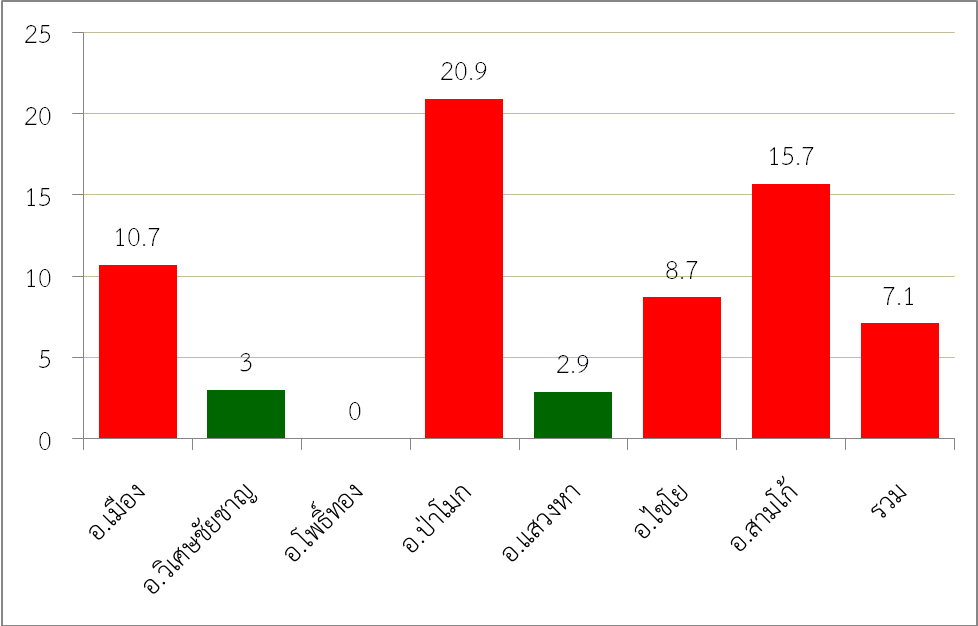 25
20
15
10
5
0
10.7
3
0
20.9
2.9
8.7
15.7
7.1
อ.เมือง
อ.วิเศษชัยชาญ
อ.โพธิ์ทอง
อ.ป่าโมก
อ.แสวงหา
อ.ไชโย
อ.สามโก้
รวม